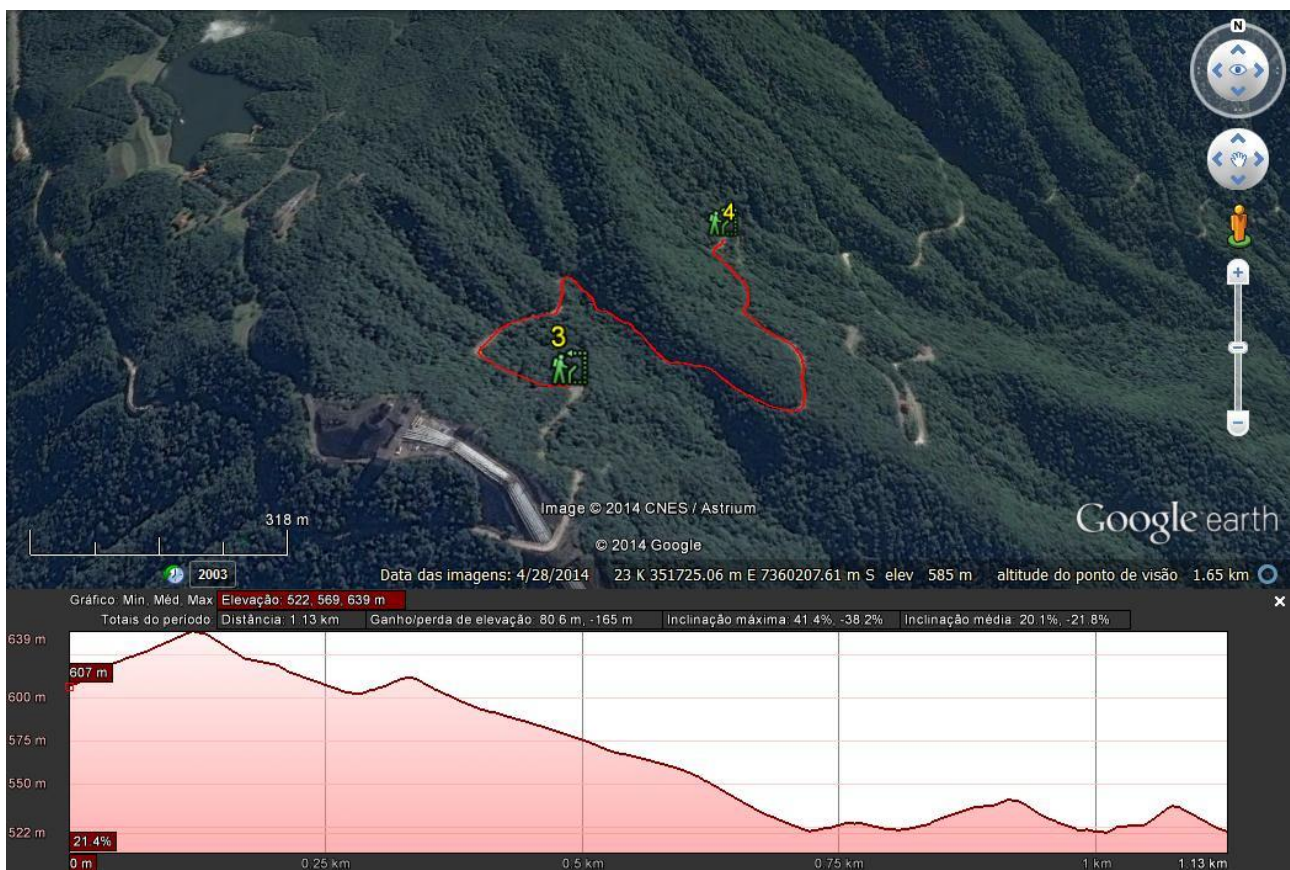 N
4
3
318 m
Image © 2014 CNES / Astrium
© 2014 Google
Google earth
2003
Data das imagens: 4/28/2014 23 K 351725.06 m E 7360207.61 m S elev 585 m altitude do ponto de visão 1.65 km
Gráfico: Min, Méd, Max Elevação: 522, 569, 639 m
Totais do período: Distância: 1.13 km Ganho/perda de elevação: 80.6 m, -165 m Inclinação máxima: 41.4%, -38.2% Inclinação média: 20.1%, -21.8%
639 m
607 m
600 m
575 m
550 m
522 m
21.4%
0 m 0.25 km 0.5 km 0.75 km 1 km 1.13 km